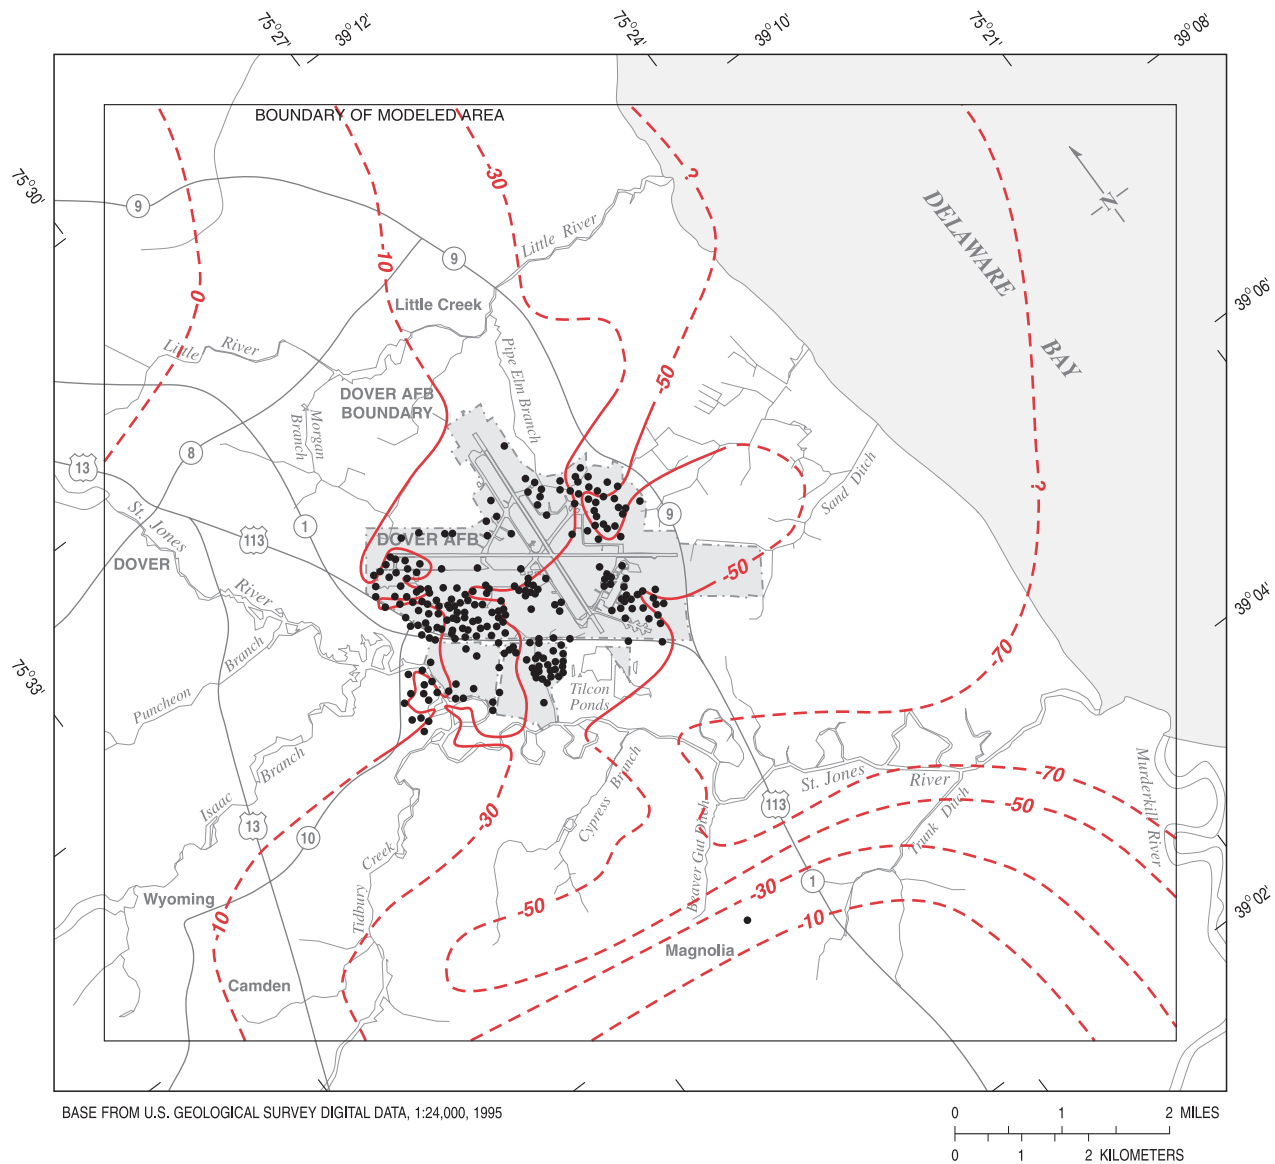 75°27'
39°12'
75°24'
39°10'
75°21'
39°08'
BOUNDARY OF MODELED AREA
75°30'
9
-30
?
DELAWARE
BAY
N
Little River
9
-10
0
Little Creek
39°06'
Little River
Pipe Elm Branch
-50
DOVER AFB
BOUNDARY
Morgan
Branch
8
13
?
Sand Ditch
St. Jones
River
1
113
9
DOVER AFB
DOVER
-50
39°04'
Puncheon Branch
75°33'
Tilcon
Ponds
-70
Isaac Branch
Cypress Branch
St. Jones River
-70
-50
Murderkill River
113
-30
13
10
Tidbury Creek
Beaver Gut Ditch
Trunk Ditch
1
-30
-10
-50
39°02'
Wyoming
-10
Magnolia
Camden
BASE FROM U.S. GEOLOGICAL SURVEY DIGITAL DATA, 1:24,000, 1995
0 1 2 MILES
0 1 2 KILOMETERS